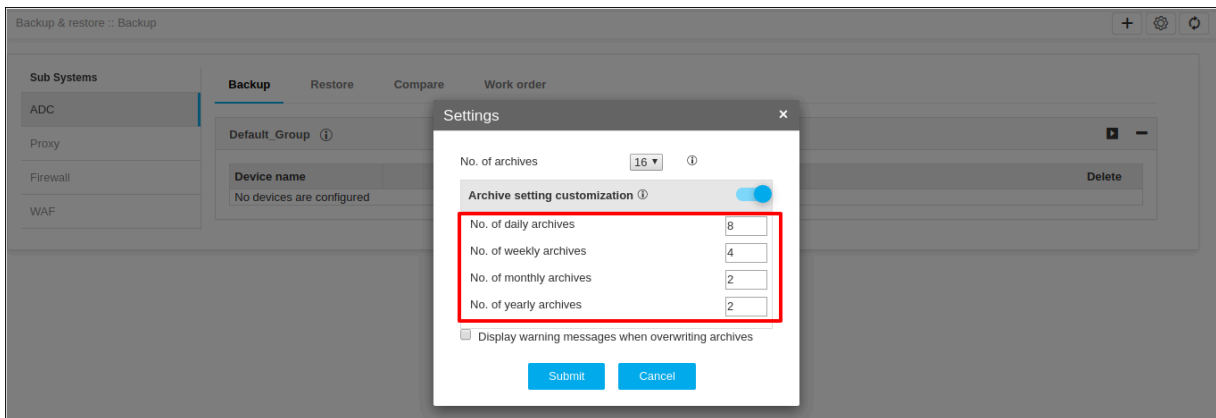 Backup & restore :: Backup
Sub Systems
ADC
Proxy
Firewall
WAF
Backup Restore Compare Work order
Default_Group
Device name Delete
No devices are configured
Settings ×
No. of archives 16
Archive setting customization
No. of daily archives 8
No. of weekly archives 4
No. of monthly archives 2
No. of yearly archives 2
Display warning messages when overwriting archives
Submit Cancel